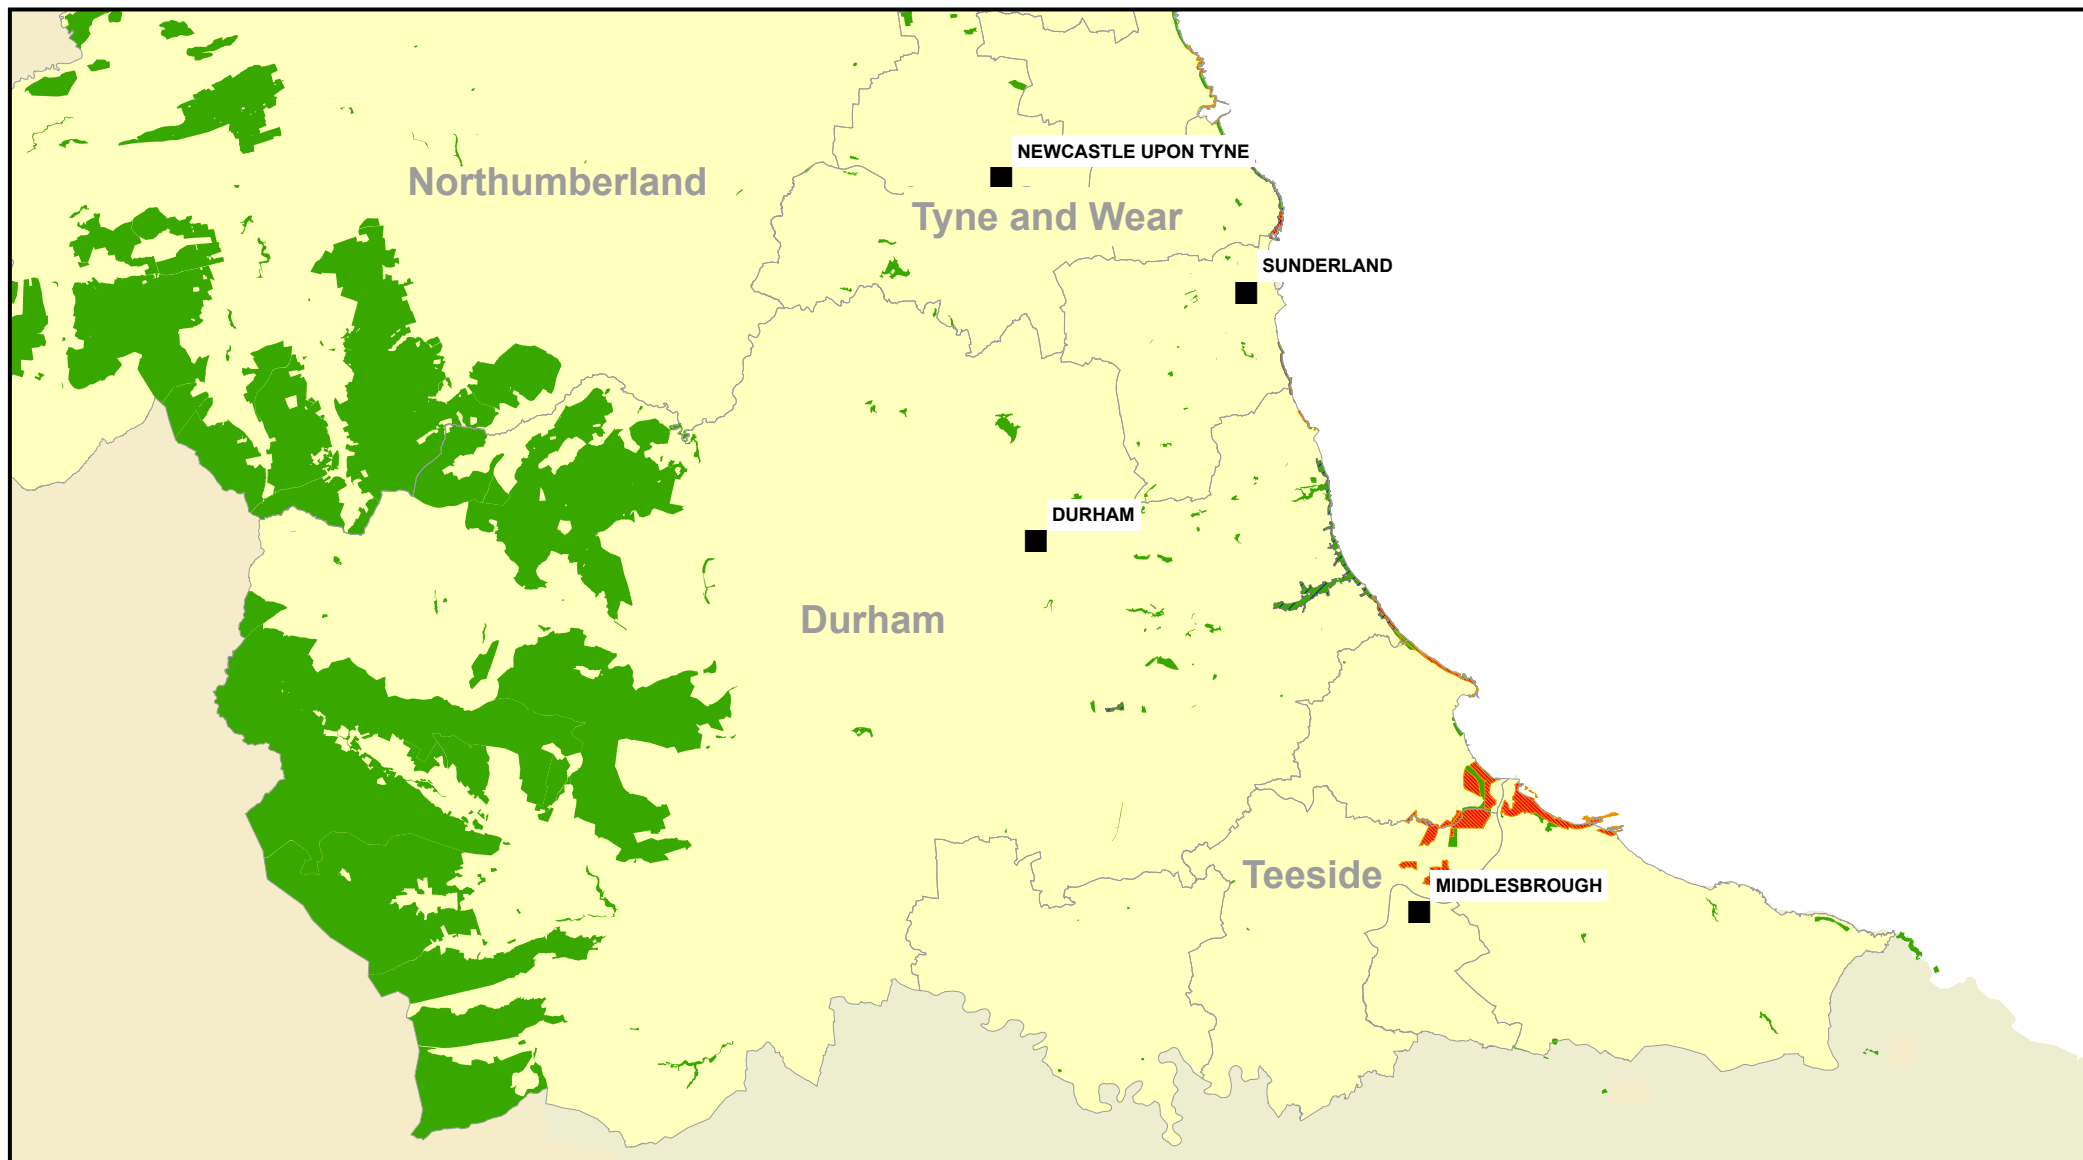 NEWCASTLE UPON TYNE
Northumberland
Tyne and Wear
SUNDERLAND
DURHAM
Durham
Teeside
MIDDLESBROUGH